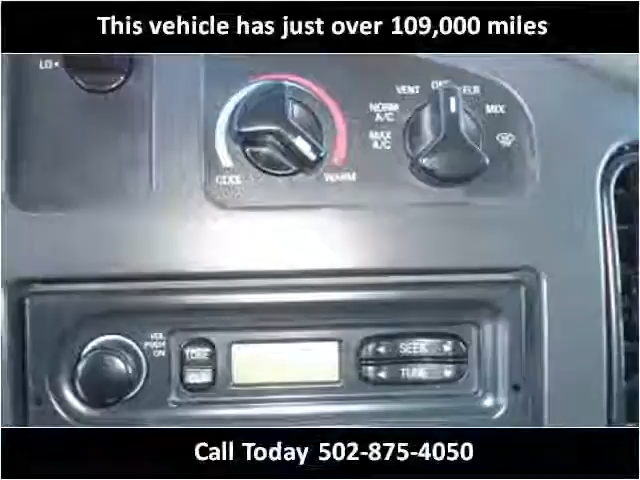 This vehicle has just over 109,000 miles
LO
VENT
NORM
A/C
MIX
MAX
A/C
COOL
WARM
VOL
PUSH
ON
TONE
SEEK
TUNE
Call Today 502-875-4050